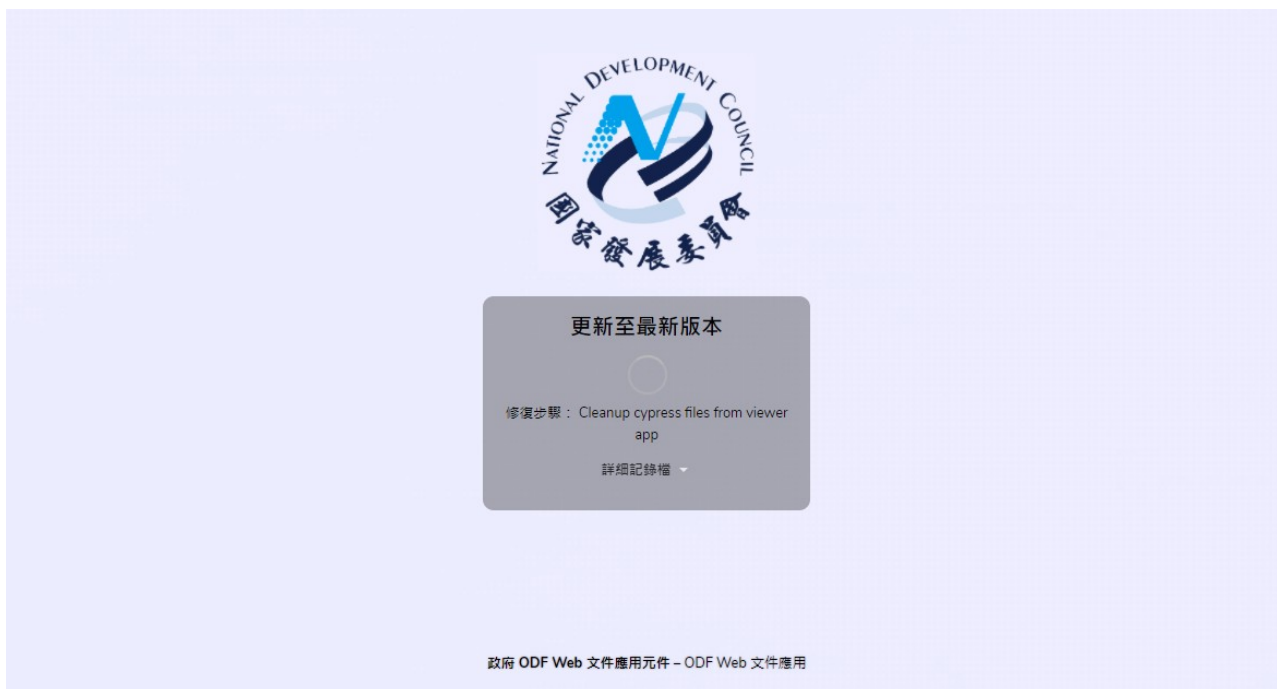 NATIONAL DEVELOPMENT COUNCIL
國家發展委員會
更新至最新版本
修復步驟： Cleanup cypress files from viewer
app
詳細記錄檔
政府 ODF Web 文件應用元件 – ODF Web 文件應用